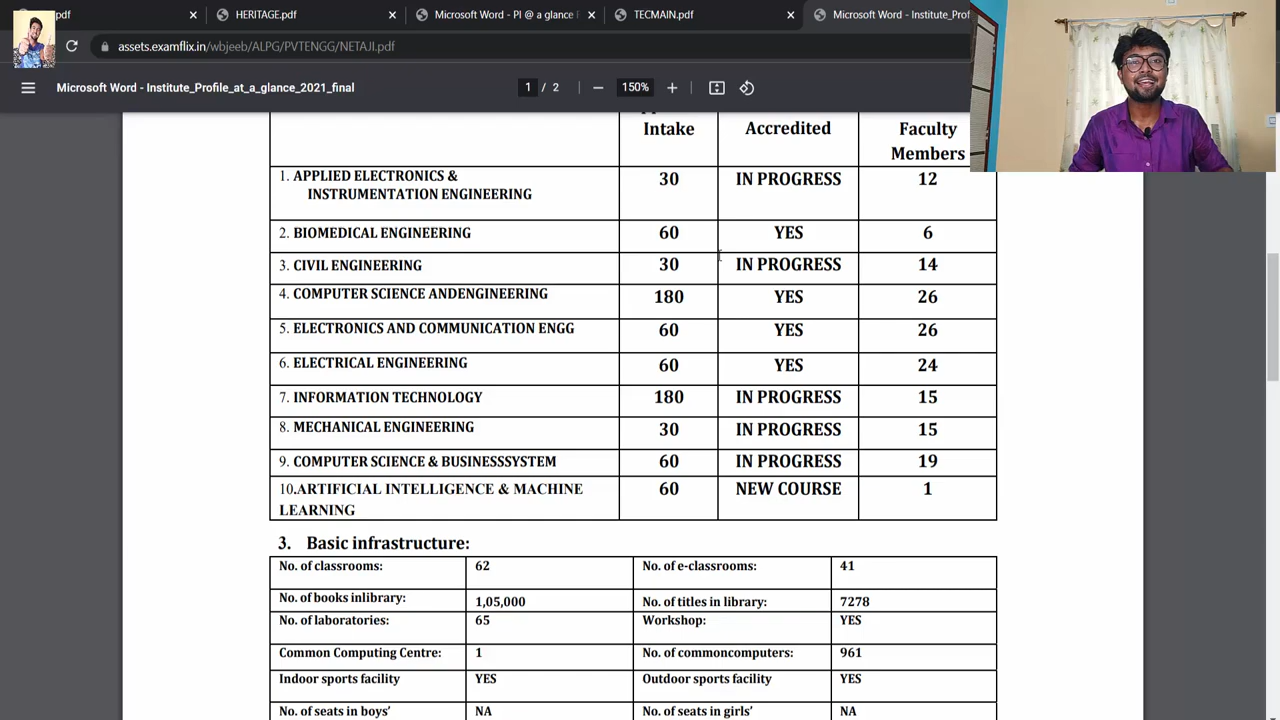 .pdf HERITAGE.pdf Microsoft Word - PI @ a glance TECMAIN.pdf Microsoft Word - Institute_Prof
assets.examflix.in/wbjeeb/ALPG/PVTENGG/NETAJI.pdf
Microsoft Word - Institute_Profile_at_a_glance_2021_final 1 / 2 150%
Intake Accredited Faculty
Members
1. APPLIED ELECTRONICS & 30 IN PROGRESS 12
INSTRUMENTATION ENGINEERING
2. BIOMEDICAL ENGINEERING 60 YES 6
3. CIVIL ENGINEERING 30 IN PROGRESS 14
4. COMPUTER SCIENCE ANDENGINEERING 180 YES 26
5. ELECTRONICS AND COMMUNICATION ENGG 60 YES 26
6. ELECTRICAL ENGINEERING 60 YES 24
7. INFORMATION TECHNOLOGY 180 IN PROGRESS 15
8. MECHANICAL ENGINEERING 30 IN PROGRESS 15
9. COMPUTER SCIENCE & BUSINESSSYSTEM 60 IN PROGRESS 19
10.ARTIFICIAL INTELLIGENCE & MACHINE 60 NEW COURSE 1
LEARNING
3. Basic infrastructure:
No. of classrooms: 62 No. of e-classrooms: 41
No. of books inlibrary: 1,05,000 No. of titles in library: 7278
No. of laboratories: 65 Workshop: YES
Common Computing Centre: 1 No. of commoncomputers: 961
Indoor sports facility YES Outdoor sports facility YES
No. of seats in boys' NA No. of seats in girls' NA